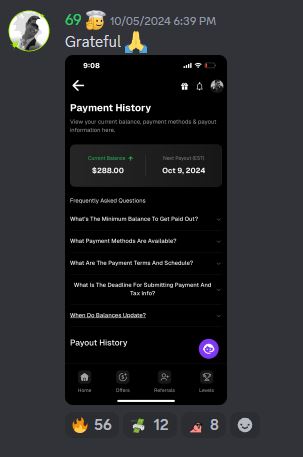 69 10/05/2024 6:39 PM
Grateful
9:08
Payment History
View your current balance, payment methods & payout
information here.
Current Balance Next Payout (EST)
$288.00 Oct 9, 2024
Frequently Asked Questions
What's The Minimum Balance To Get Paid Out?
What Payment Methods Are Available?
What Are The Payment Terms And Schedule?
What Is The Deadline For Submitting Payment And
Tax Info?
When Do Balances Update?
Payout History
Home Offers Referrals Levels
56 12 8